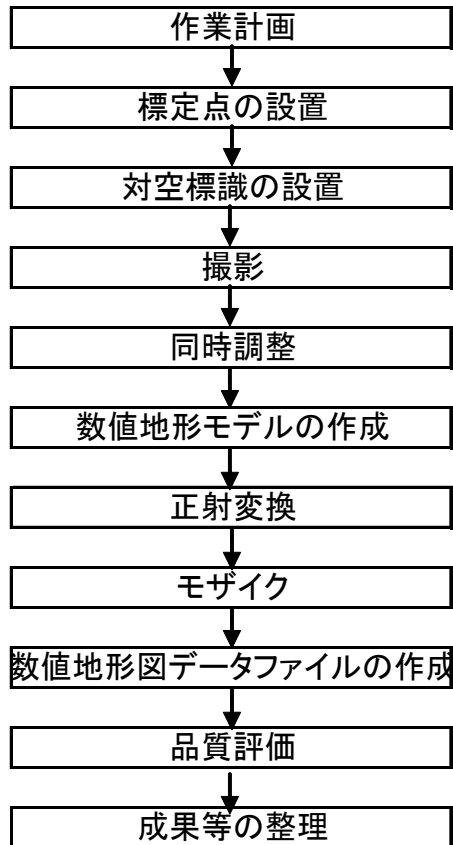 作業計画
標定点の設置
対空標識の設置
撮影
同時調整
数値地形モデルの作成
正射変換
モザイク
数値地形図データファイルの作成
品質評価
成果等の整理